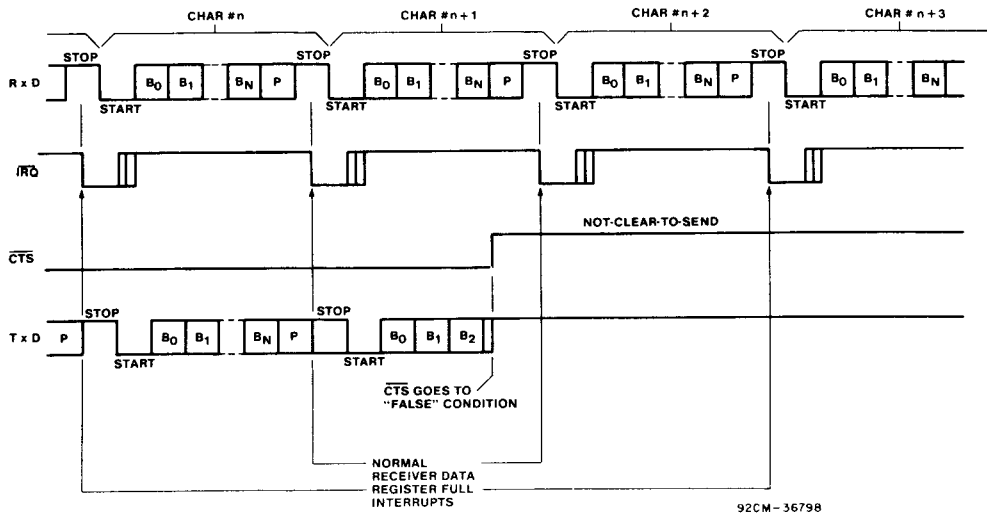 CHAR #n CHAR #n+1 CHAR #n+2 CHAR #n+3
STOP STOP STOP STOP
R x D B0 B1 BN P B0 B1 BN P B0 B1 BN P B0 B1 BN
START START START START
IRQ
NOT-CLEAR-TO-SEND
CTS
STOP STOP
T x D P B0 B1 BN P B0 B1 B2
START START
CTS GOES TO
"FALSE" CONDITION
NORMAL
RECEIVER DATA
REGISTER FULL
INTERRUPTS
92CM-36798